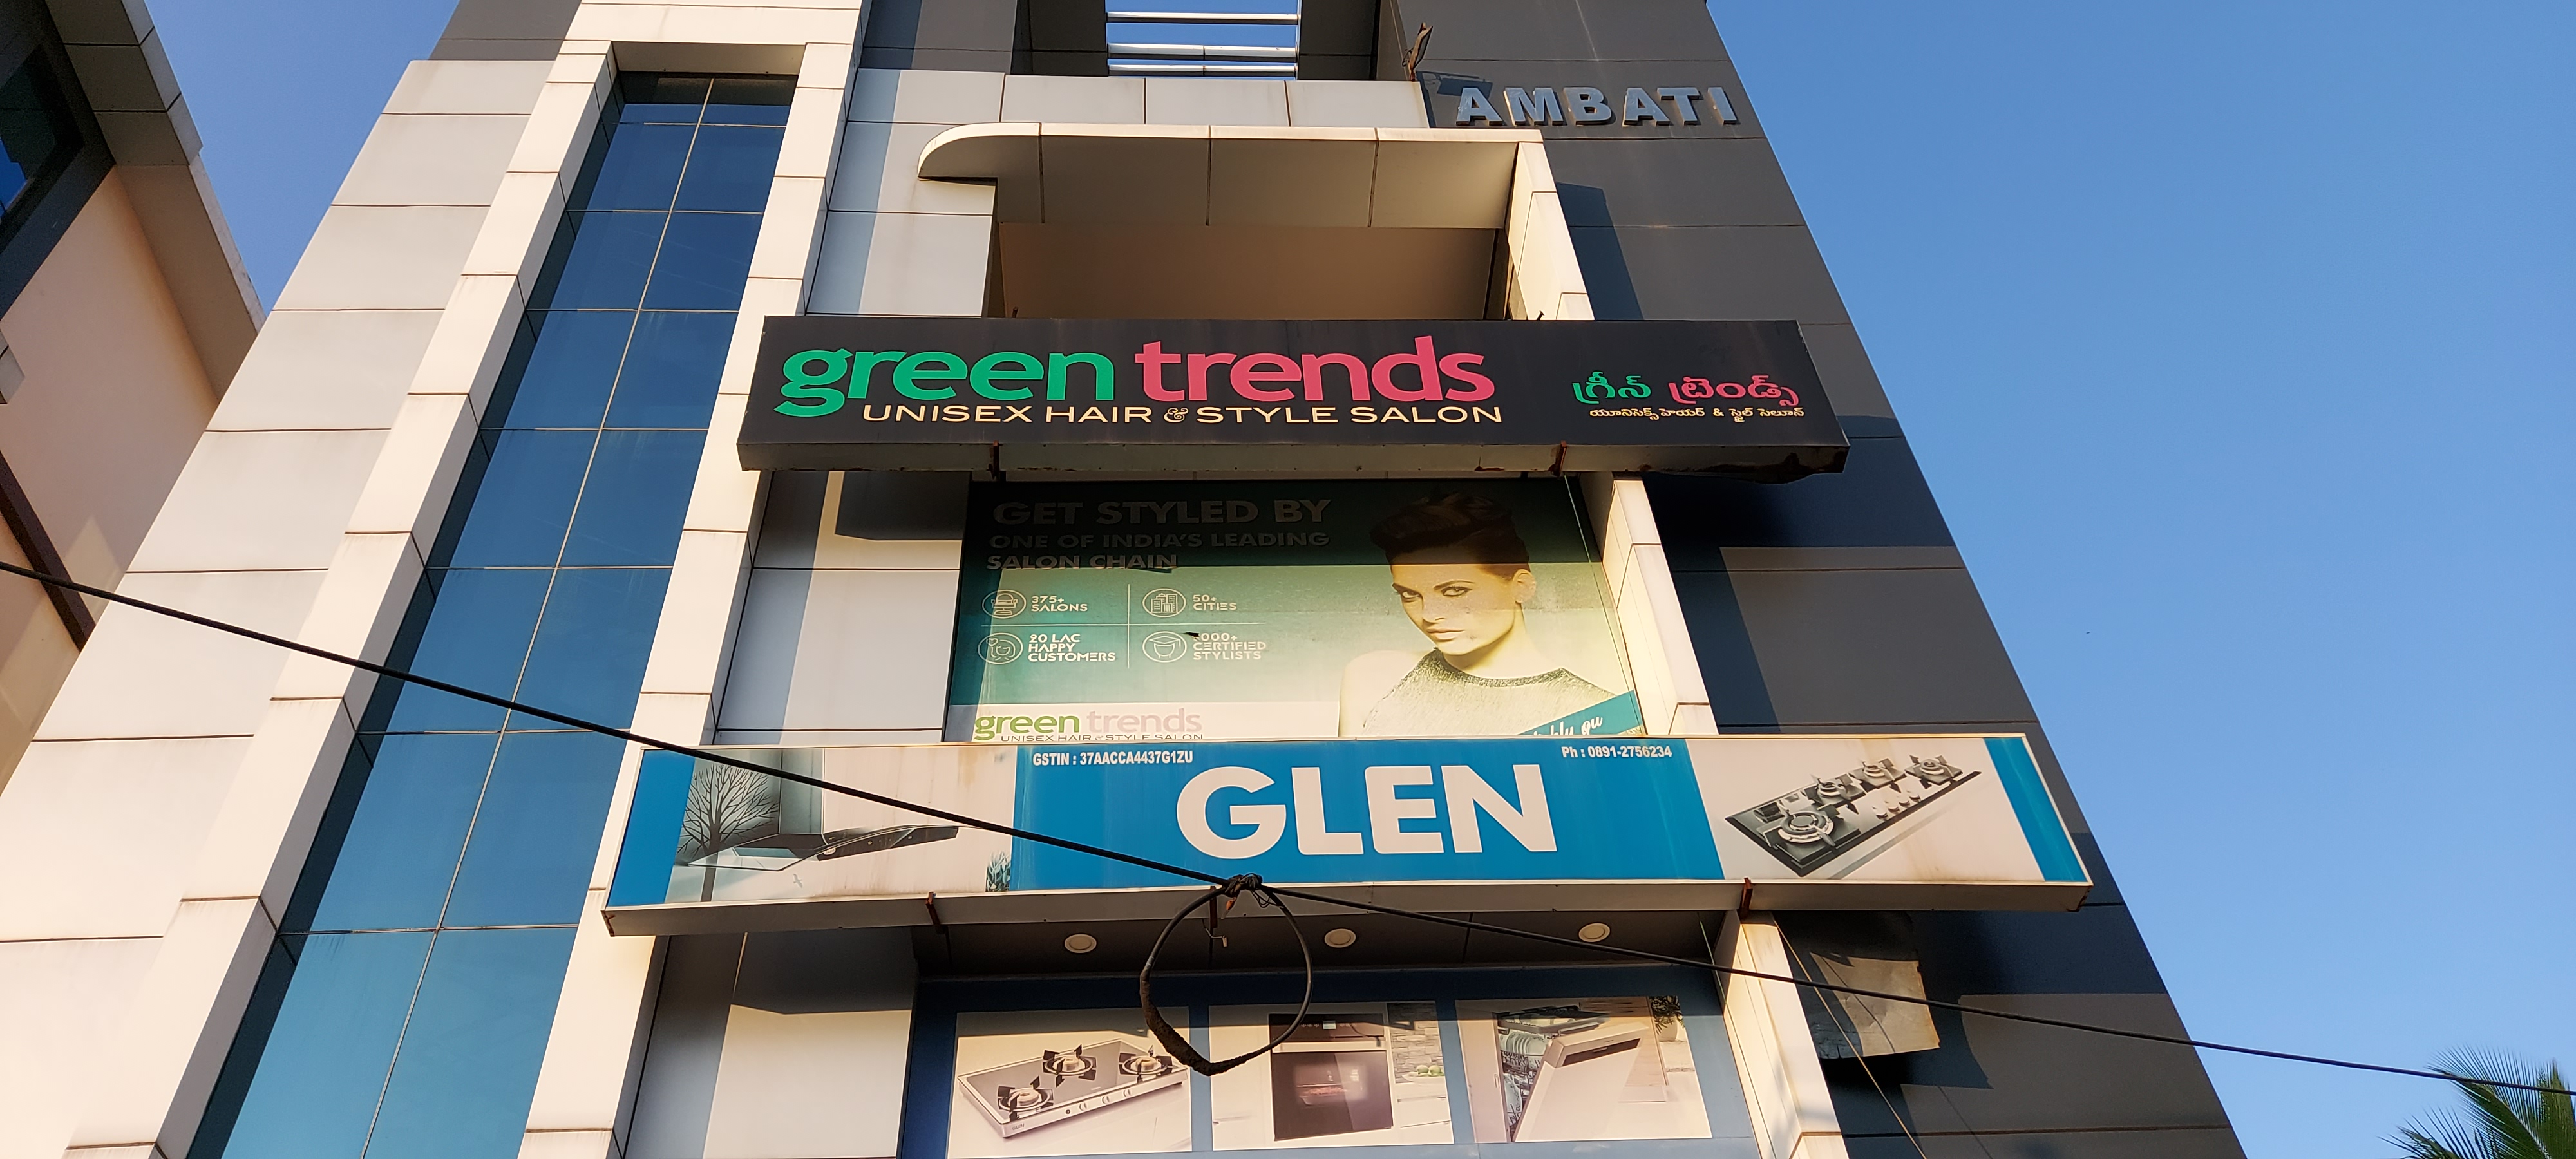 AMBATI
green trends
UNISEX HAIR & STYLE SALON
గ్రీన్ ట్రెండ్స్
యూనిసెక్స్ హెయర్ & స్టైల్ సెలూన్
GET STYLED BY
ONE OF INDIA'S LEADING
SALON CHAIN
375+
SALONS
50+
CITIES
20 LAC
HAPPY
CUSTOMERS
000+
CERTIFIED
STYLISTS
green trends
UNISEX HAIR & STYLE SALON
GSTIN : 37AACCA4437G1ZU
Ph : 0891-2756234
GLEN